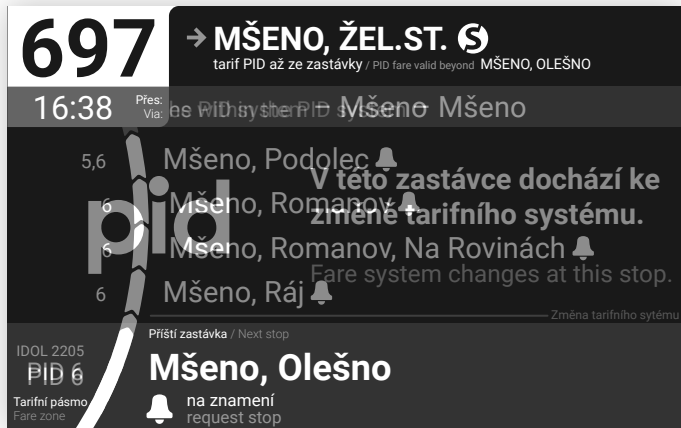 697
MŠENO, ŽEL.ST.
tarif PID až ze zastávky / PID fare valid beyond MŠENO, OLEŠNO
16:38
Přes:
Via:
Mšeno Mšeno
5,6 Mšeno, Podolec
6 Mšeno, Romanov
6 Mšeno, Romanov, Na Rovinách
6 Mšeno, Ráj
pid
V této zastávce dochází ke
změně tarifního systému.
Fare system changes at this stop.
Změna tarifního sytému
Příští zastávka / Next stop
Mšeno, Olešno
IDOL 2205
PID 6
Tarifní pásmo
Fare zone
na znamení
request stop